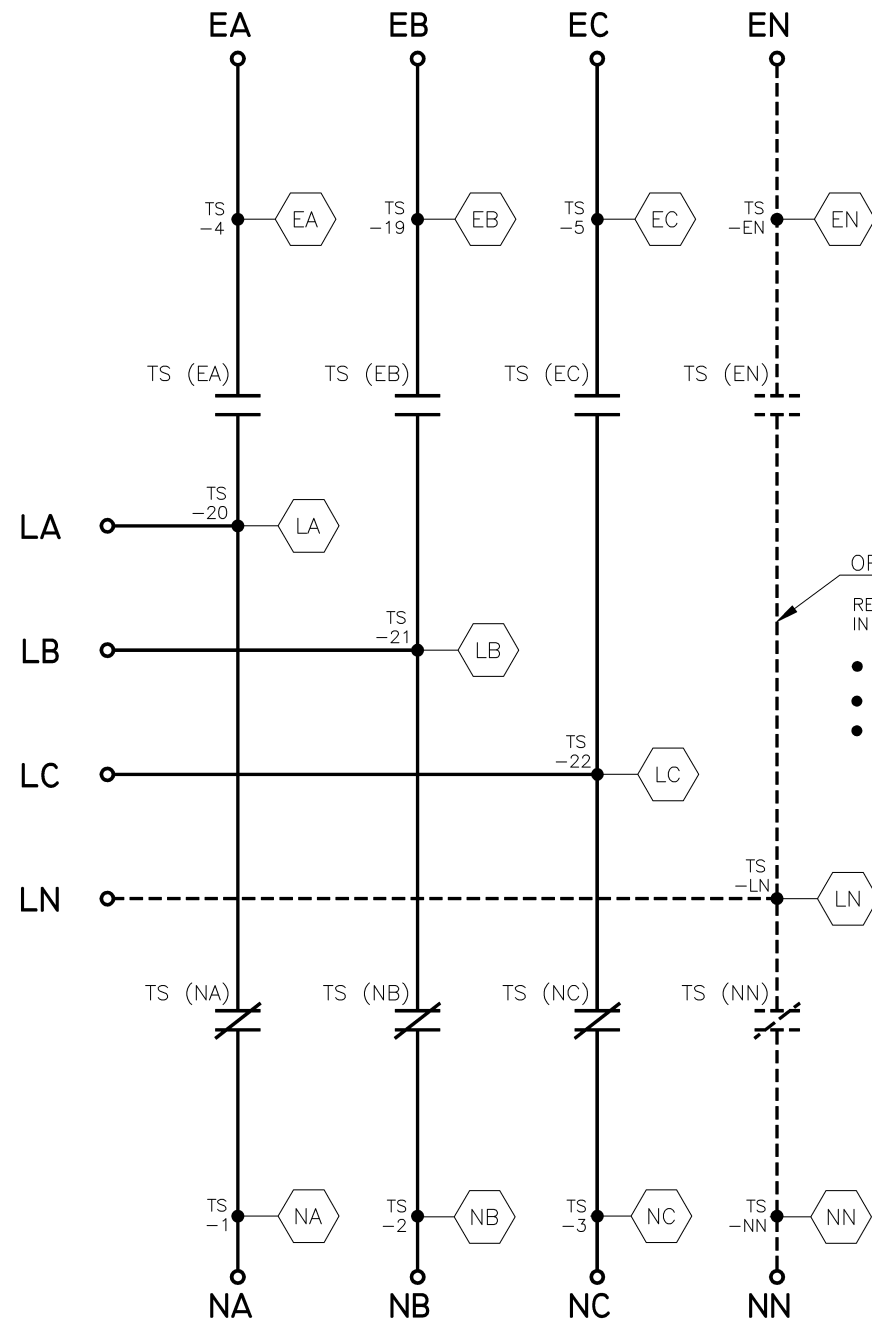 EA EB EC EN
TS TS TS TS
-4 EA -19 EB -5 EC -EN EN
TS (EA) TS (EB) TS (EC) TS (EN)
TS
-20
LA LA
TS
-21
LB LB
TS
-22
LC LC
TS
-LN
LN LN
IN
TS (NA) TS (NB) TS (NC) TS (NN)
TS TS TS TS
-1 NA -2 NB -3 NC -NN NN
NA NB NC NN